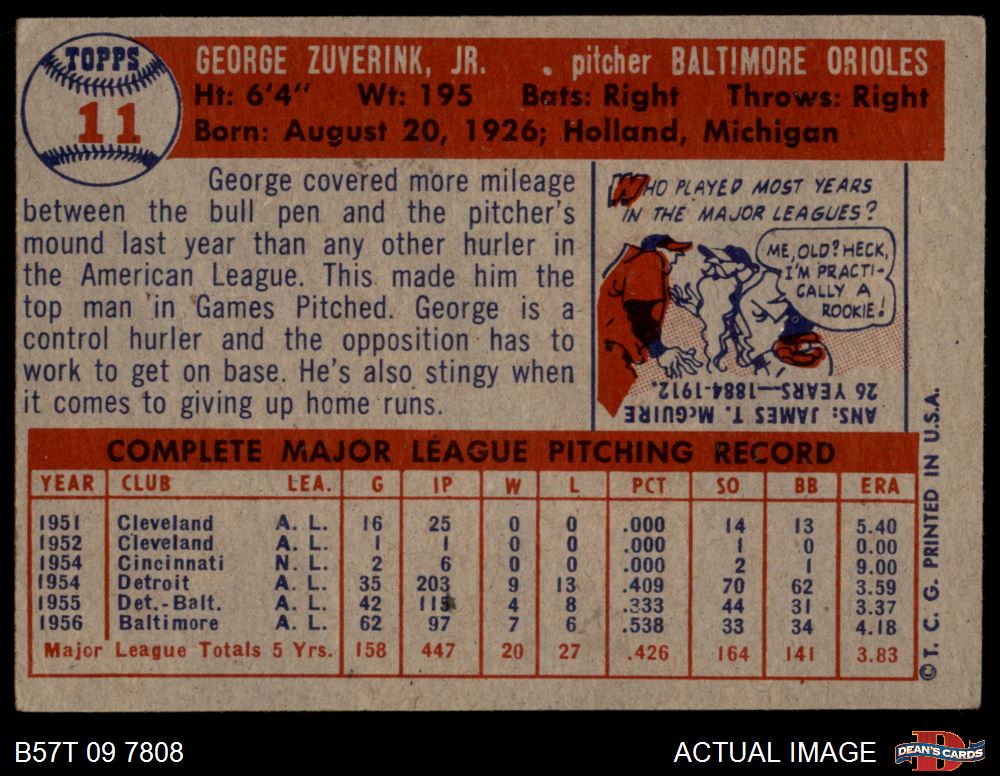 TOPPS
11
GEORGE ZUVERINK, JR. . pitcher BALTIMORE ORIOLES
Ht: 6'4" Wt: 195 Bats: Right Throws: Right
Born: August 20, 1926; Holland, Michigan
George covered more mileage
between the bull pen and the pitcher's
mound last year than any other hurler in
the American League. This made him the
top man in Games Pitched. George is a
control hurler and the opposition has to
work to get on base. He's also stingy when
it comes to giving up home runs.
WHO PLAYED MOST YEARS
IN THE MAJOR LEAGUES?
ME, OLD? HECK,
I'M PRACTI-
CALLY A
ROOKIE!
ANS: JAMES T. McGUIRE
26 YEARS—1884-1912.
COMPLETE MAJOR LEAGUE PITCHING RECORD
YEAR CLUB LEA. G IP W L PCT SO BB ERA
1951 Cleveland A. L. 16 25 0 0 .000 14 13 5.40
1952 Cleveland A. L. 1 1 0 0 .000 1 0 0.00
1954 Cincinnati N. L. 2 6 0 0 .000 2 1 9.00
1954 Detroit A. L. 35 203 9 13 .409 70 62 3.59
1955 Det.-Balt. A. L. 42 115 4 8 .333 44 31 3.37
1956 Baltimore A. L. 62 97 7 6 .538 33 34 4.18
Major League Totals 5 Yrs. 158 447 20 27 .426 164 141 3.83
© T. C. G. PRINTED IN U.S.A.
B57T 09 7808
ACTUAL IMAGE
D
DEAN'S CARDS